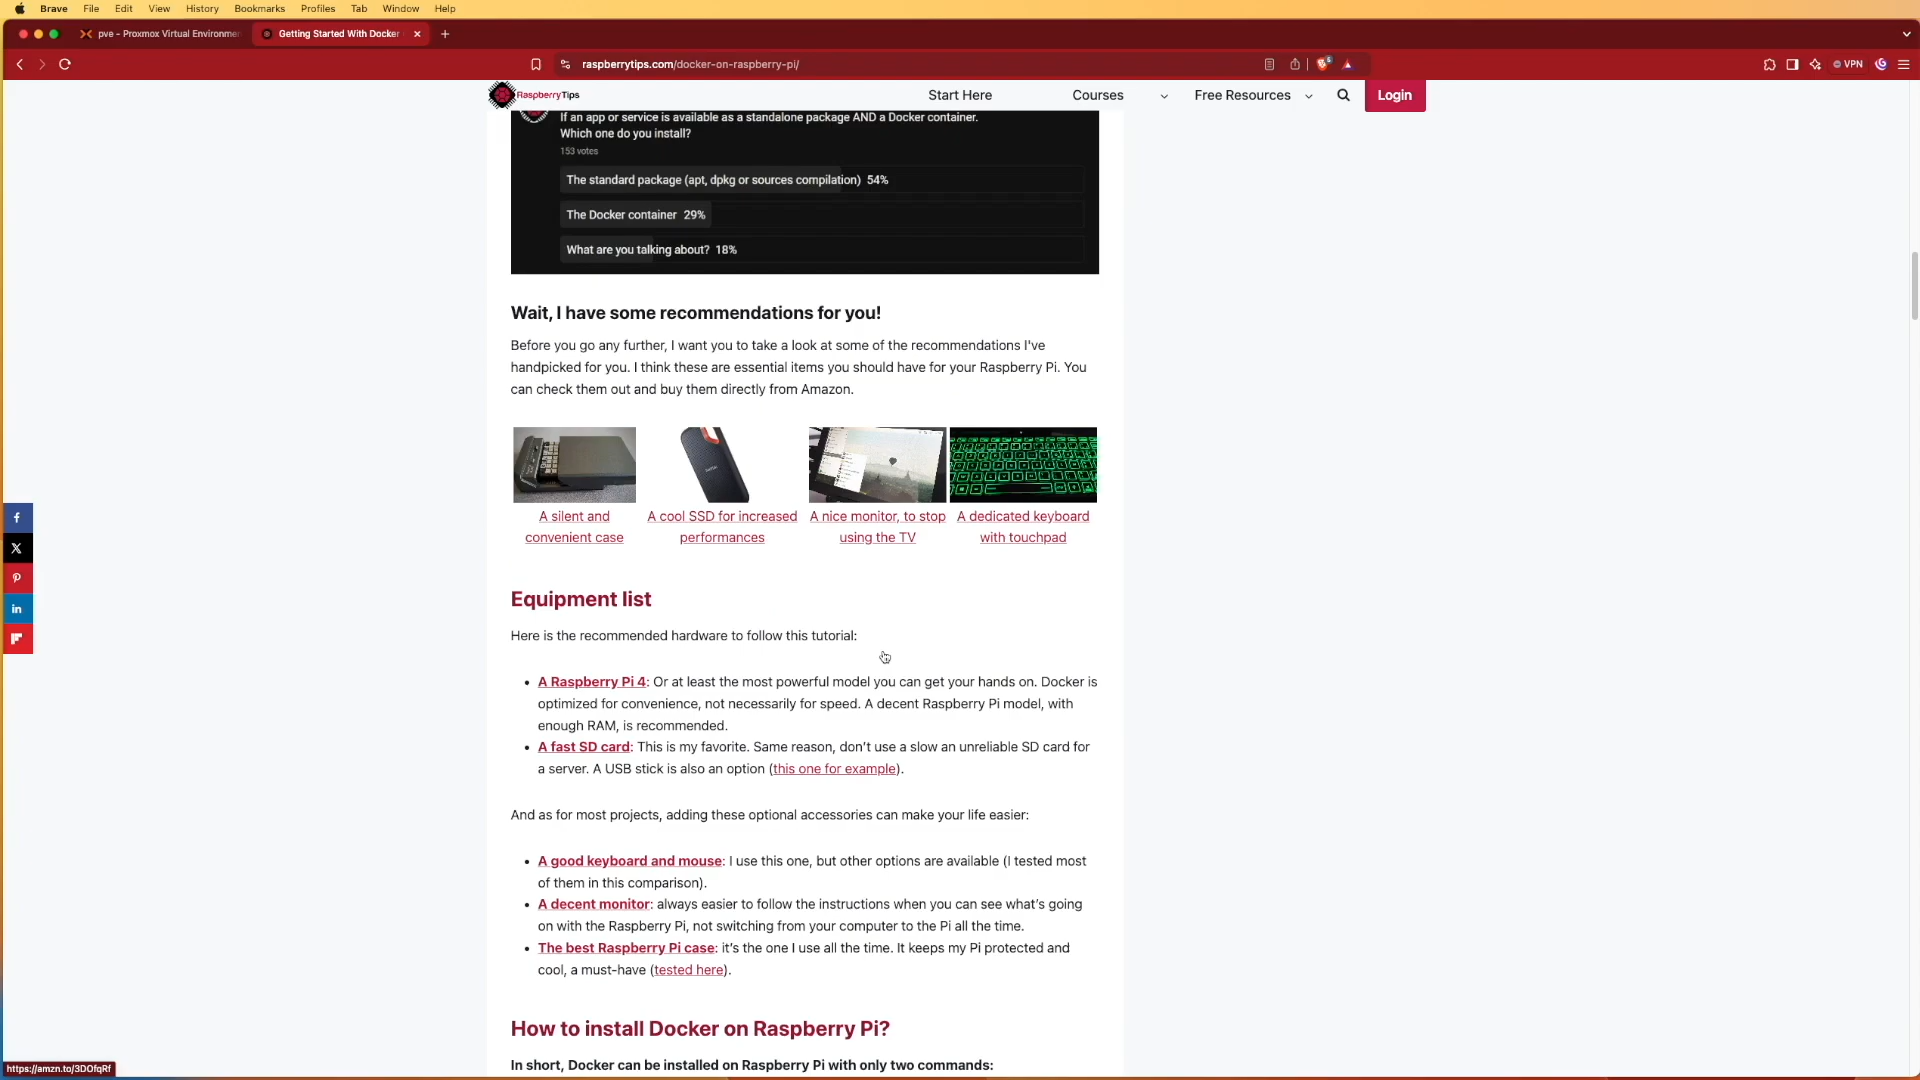 Brave File Edit View History Bookmarks Profiles Tab Window Help
pve - Proxmox Virtual Environmen
Getting Started With Docker
raspberrytips.com/docker-on-raspberry-pi/
VPN
RaspberryTips
Start Here
Courses
Free Resources
Login
If an app or service is available as a standalone package AND a Docker container.
Which one do you install?
153 votes
The standard package (apt, dpkg or sources compilation) 54%
The Docker container 29%
What are you talking about? 18%
Wait, I have some recommendations for you!
Before you go any further, I want you to take a look at some of the recommendations I've
handpicked for you. I think these are essential items you should have for your Raspberry Pi. You
can check them out and buy them directly from Amazon.
A silent and
convenient case
A cool SSD for increased
performances
A nice monitor, to stop
using the TV
A dedicated keyboard
with touchpad
Equipment list
Here is the recommended hardware to follow this tutorial:
• A Raspberry Pi 4: Or at least the most powerful model you can get your hands on. Docker is
optimized for convenience, not necessarily for speed. A decent Raspberry Pi model, with
enough RAM, is recommended.
• A fast SD card: This is my favorite. Same reason, don't use a slow an unreliable SD card for
a server. A USB stick is also an option (this one for example).
And as for most projects, adding these optional accessories can make your life easier:
• A good keyboard and mouse: I use this one, but other options are available (I tested most
of them in this comparison).
• A decent monitor: always easier to follow the instructions when you can see what's going
on with the Raspberry Pi, not switching from your computer to the Pi all the time.
• The best Raspberry Pi case: it's the one I use all the time. It keeps my Pi protected and
cool, a must-have (tested here).
How to install Docker on Raspberry Pi?
In short, Docker can be installed on Raspberry Pi with only two commands:
https://amzn.to/3DOfqRf